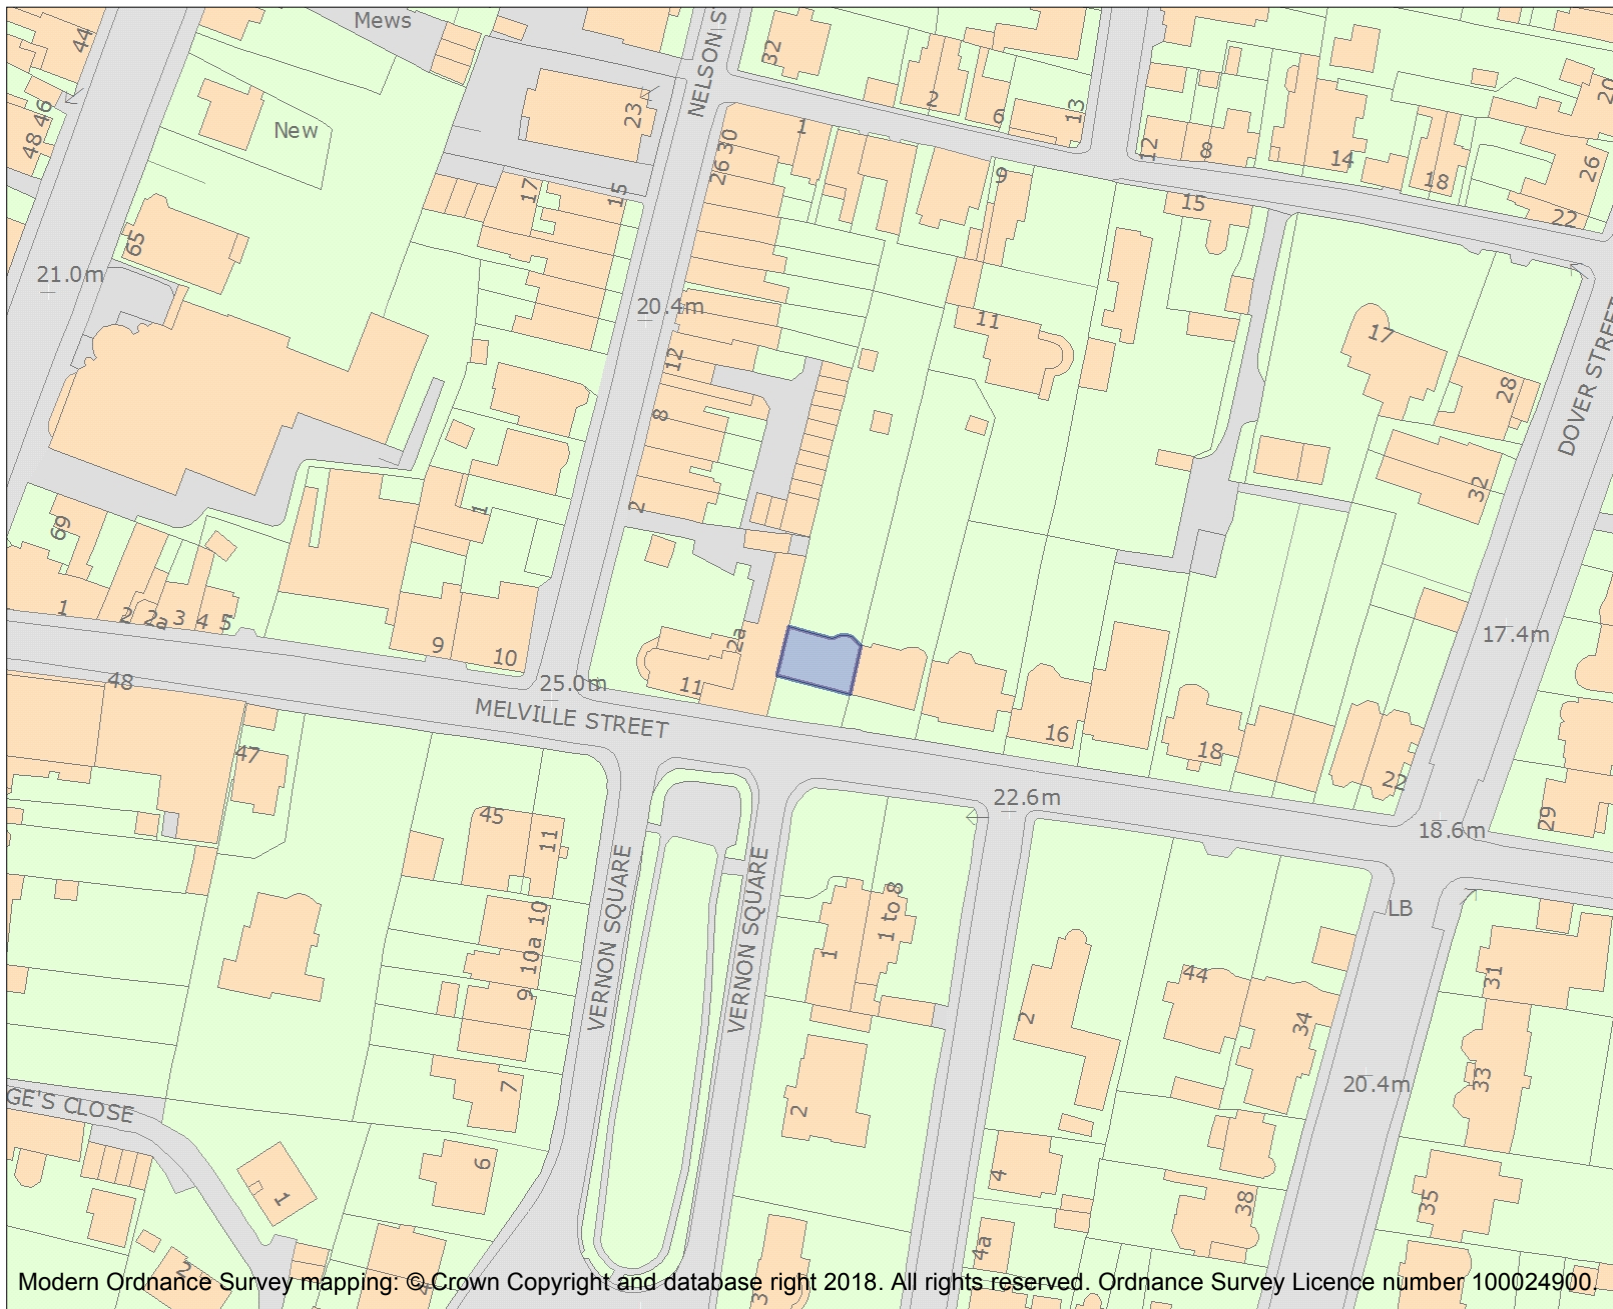 Mews
44
NELSON S
32
2
6
13
20
46
48
New
23
26 30
1
12
8
14
18
26
22
17
15
9
15
65
21.0m
20.4m
11
17
28
DOVER STREET
12
8
2
32
69
1
1
2
2a
3
4
5
9
10
2a
11
17.4m
48
25.0m
MELVILLE STREET
16
18
22
47
22.6m
18.6m
29
45
11
VERNON SQUARE
VERNON SQUARE
LB
10
10a
9
1
1 to 8
2
44
34
31
33
20.4m
7
2
GE'S CLOSE
6
1
4
38
35
4a
2
4
3
Modern Ordnance Survey mapping: © Crown Copyright and database right 2018. All rights reserved. Ordnance Survey Licence number 100024900.